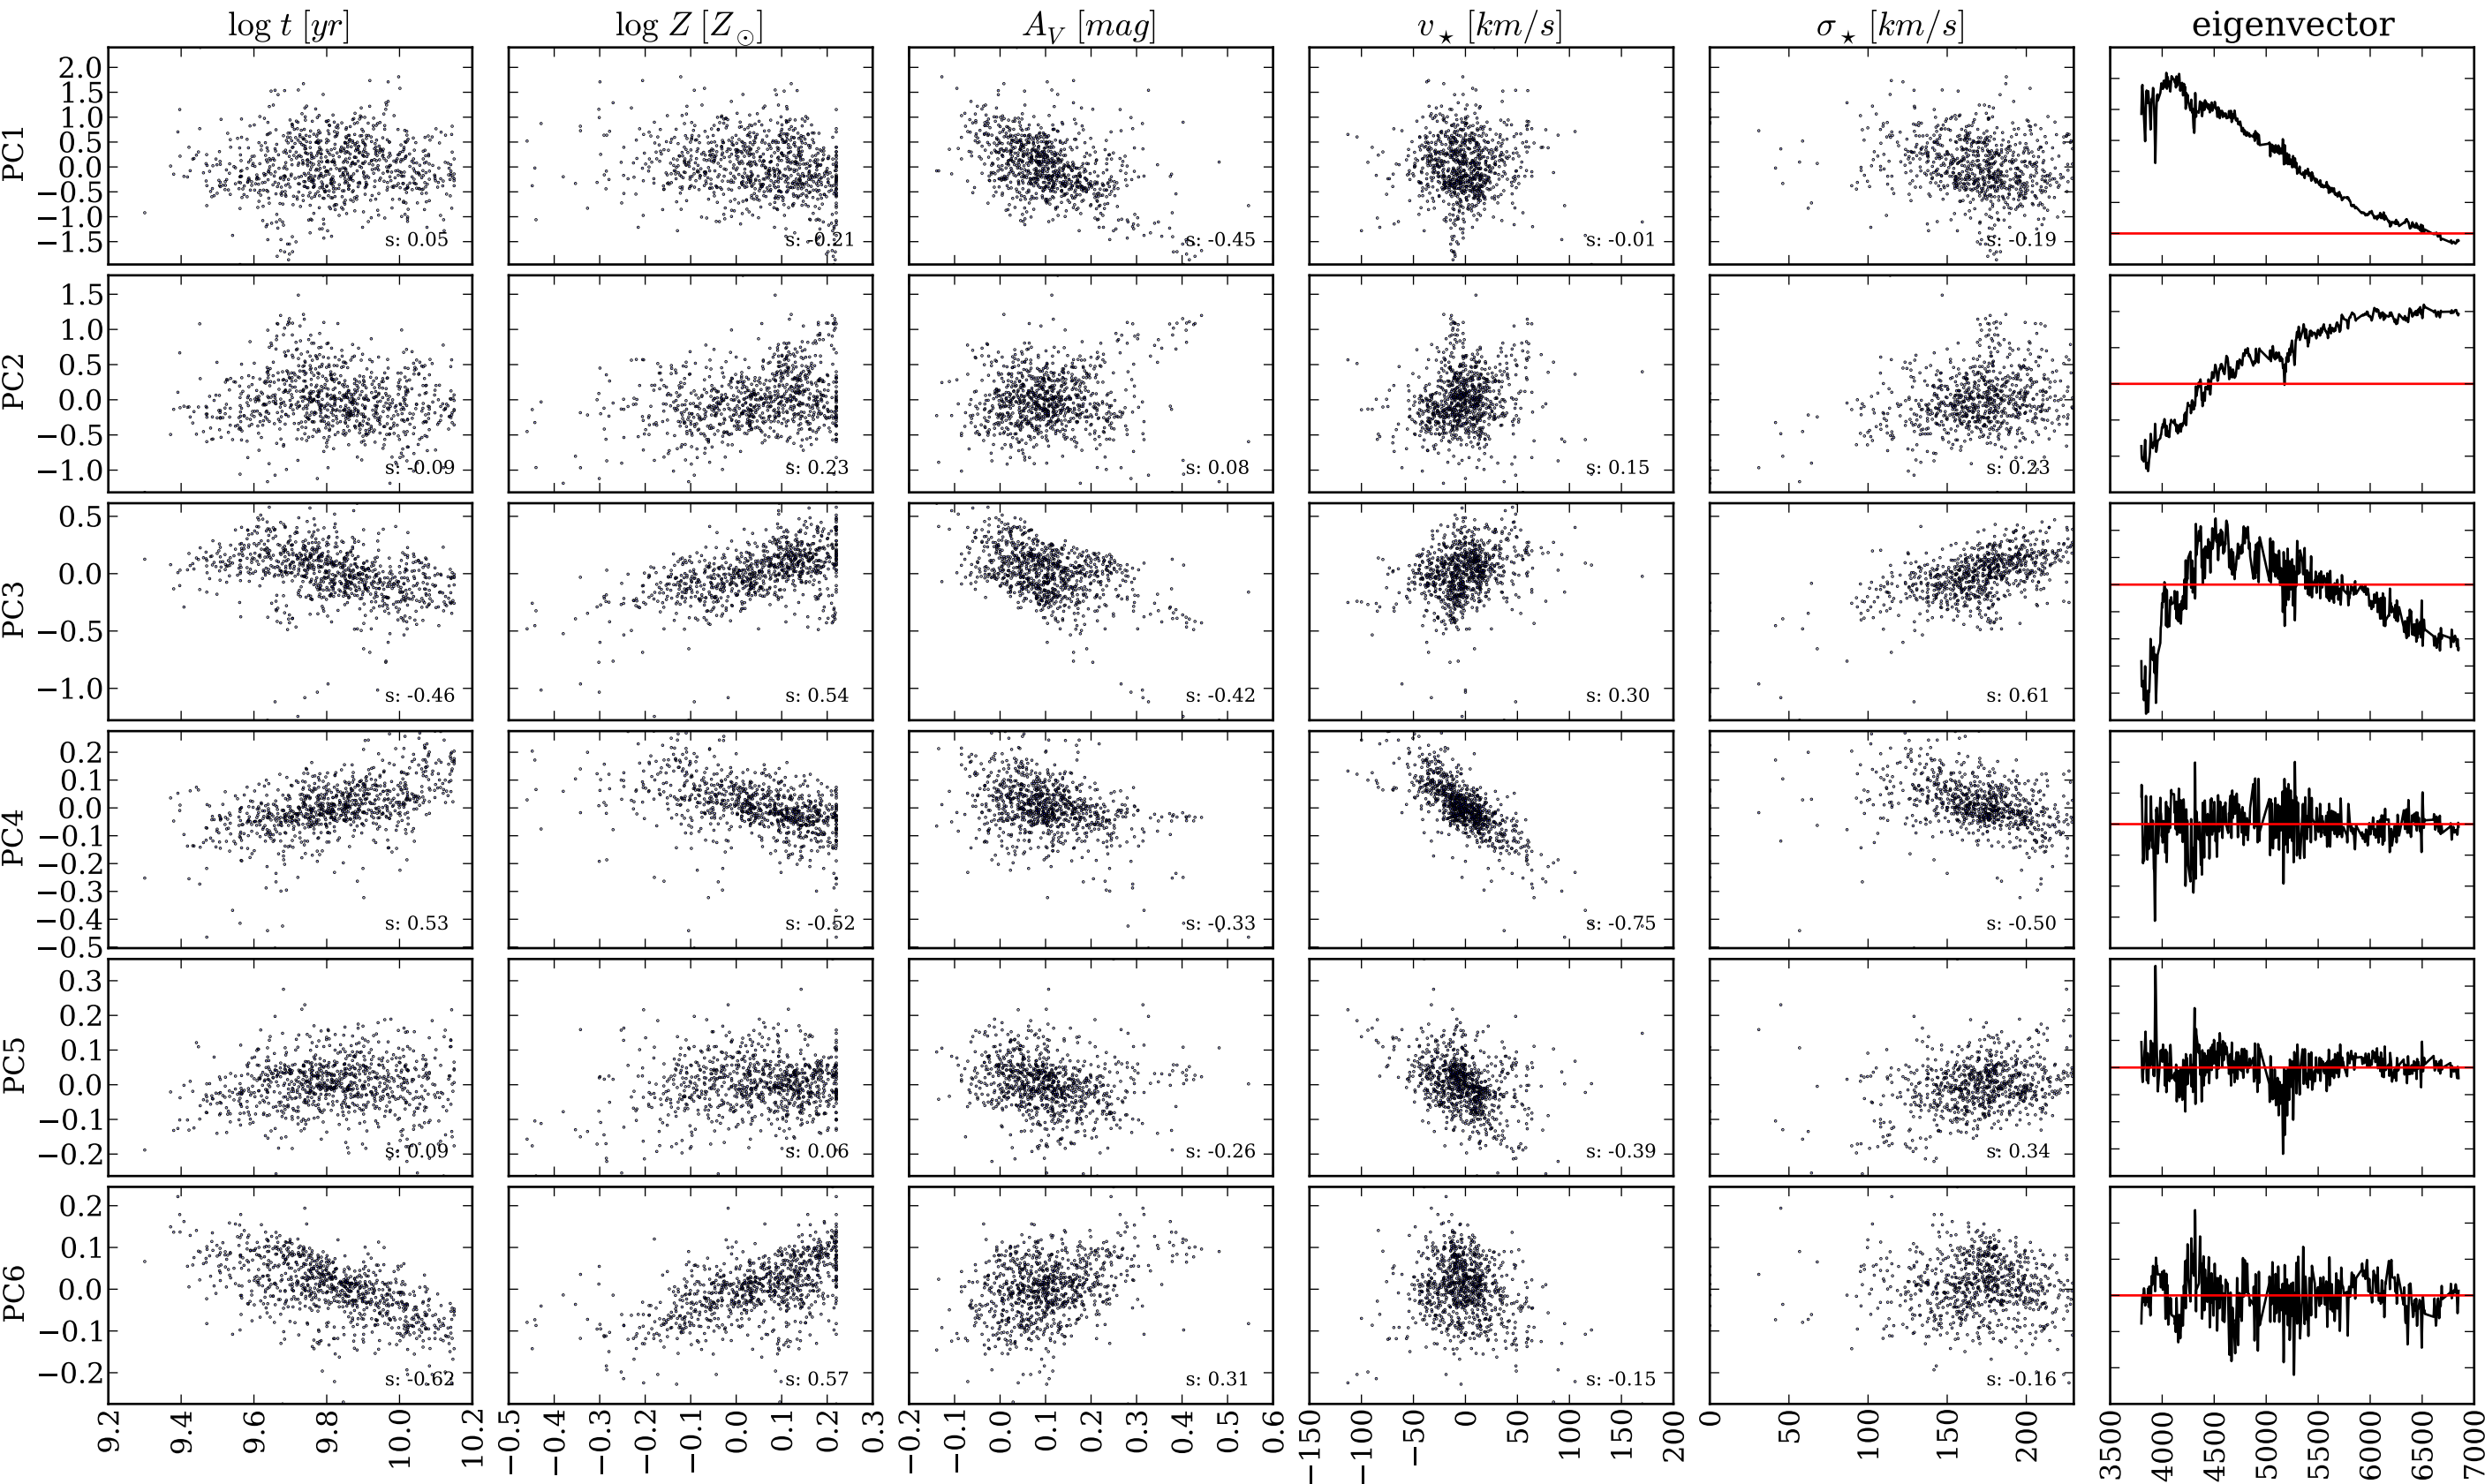 log t [yr] log Z [Z⊙] A_V [mag] v⋆ [km/s] σ⋆ [km/s] eigenvector
PC1
2.0
1.5
1.0
0.5
0.0
−0.5
−1.0
−1.5
s: 0.05 s: -0.21 s: -0.45 s: -0.01 s: -0.19
PC2
1.5
1.0
0.5
0.0
−0.5
−1.0
s: -0.09 s: 0.23 s: 0.08 s: 0.15 s: 0.23
PC3
0.5
0.0
−0.5
−1.0
s: -0.46 s: 0.54 s: -0.42 s: 0.30 s: 0.61
PC4
0.2
0.1
0.0
−0.1
−0.2
−0.3
−0.4
−0.5
s: 0.53 s: -0.52 s: -0.33 s: -0.75 s: -0.50
PC5
0.3
0.2
0.1
0.0
−0.1
−0.2
s: 0.09 s: 0.06 s: -0.26 s: -0.39 s: 0.34
PC6
0.2
0.1
0.0
−0.1
−0.2
s: -0.62 s: 0.57 s: 0.31 s: -0.15 s: -0.16
9.2 9.4 9.6 9.8 10.0 10.2
−0.5 −0.4 −0.3 −0.2 −0.1 0.0 0.1 0.2 0.3
−0.2 −0.1 0.0 0.1 0.2 0.3 0.4 0.5 0.6
−150 −100 −50 0 50 100 150 200
0 50 100 150 200
3500 4000 4500 5000 5500 6000 6500 7000